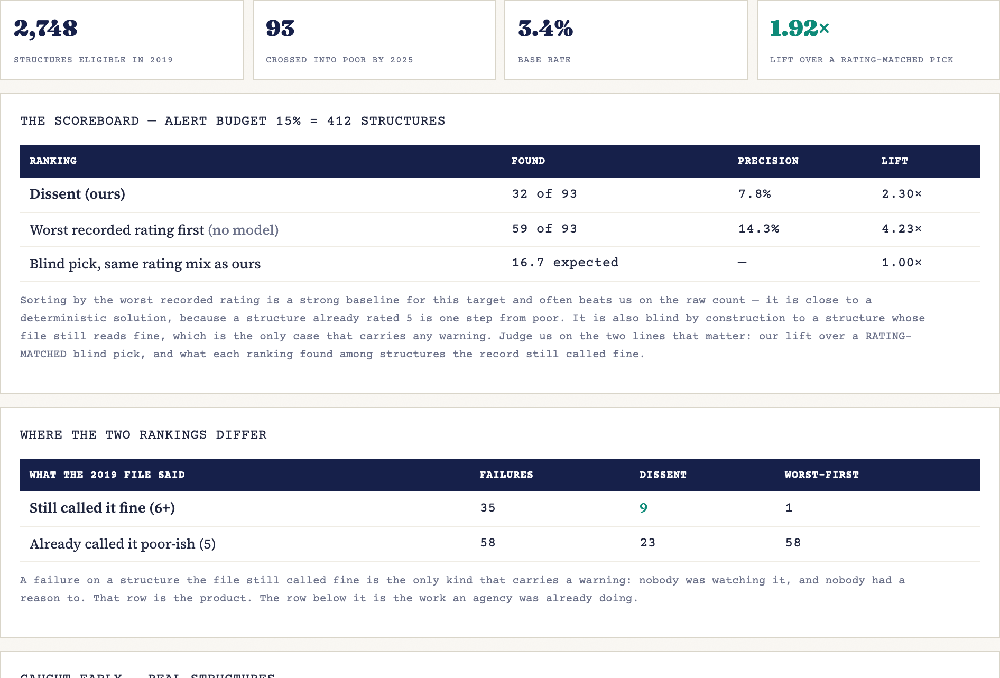 2,748
STRUCTURES ELIGIBLE IN 2019
93
CROSSED INTO POOR BY 2025
3.4%
BASE RATE
1.92×
LIFT OVER A RATING-MATCHED PICK
THE SCOREBOARD — ALERT BUDGET 15% = 412 STRUCTURES
RANKING FOUND PRECISION LIFT
Dissent (ours) 32 of 93 7.8% 2.30×
Worst recorded rating first (no model) 59 of 93 14.3% 4.23×
Blind pick, same rating mix as ours 16.7 expected — 1.00×
Sorting by the worst recorded rating is a strong baseline for this target and often beats us on the raw count — it is close to a
deterministic solution, because a structure already rated 5 is one step from poor. It is also blind by construction to a structure whose
file still reads fine, which is the only case that carries any warning. Judge us on the two lines that matter: our lift over a RATING-
MATCHED blind pick, and what each ranking found among structures the record still called fine.
WHERE THE TWO RANKINGS DIFFER
WHAT THE 2019 FILE SAID FAILURES DISSENT WORST-FIRST
Still called it fine (6+) 35 9 1
Already called it poor-ish (5) 58 23 58
A failure on a structure the file still called fine is the only kind that carries a warning: nobody was watching it, and nobody had a
reason to. That row is the product. The row below it is the work an agency was already doing.
CAUGHT EARLY — REAL STRUCTURES